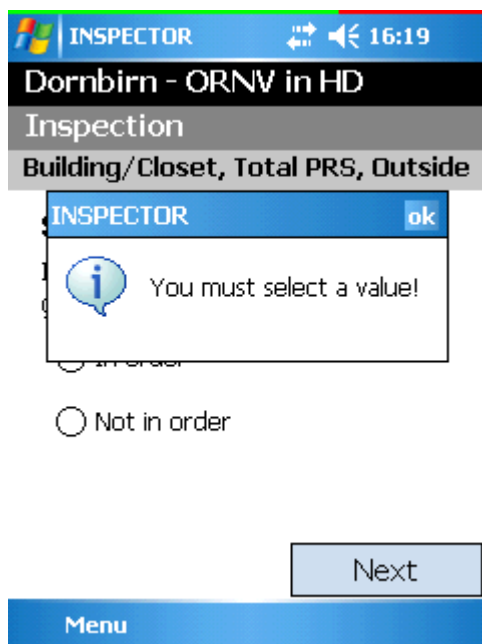 INSPECTOR 16:19
Dornbirn - ORNV in HD
Inspection
Building/Closet, Total PRS, Outside
INSPECTOR ok
You must select a value!
Not in order
Next
Menu